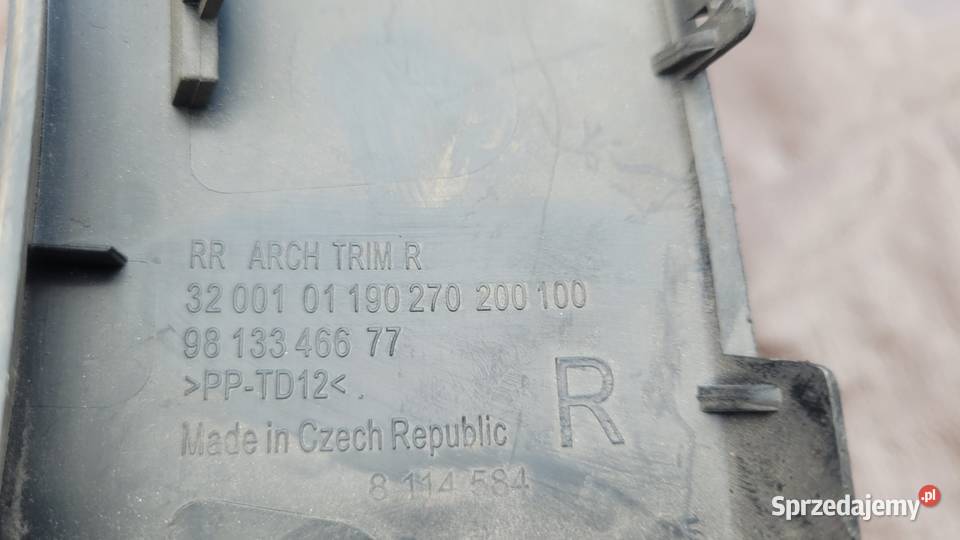 RR ARCH TRIM R
32 001 01 190 270 200 100
98 133 466 77
>PP-TD12< .
R
Made in Czech Republic
8 114 584
Sprzedajemy.pl